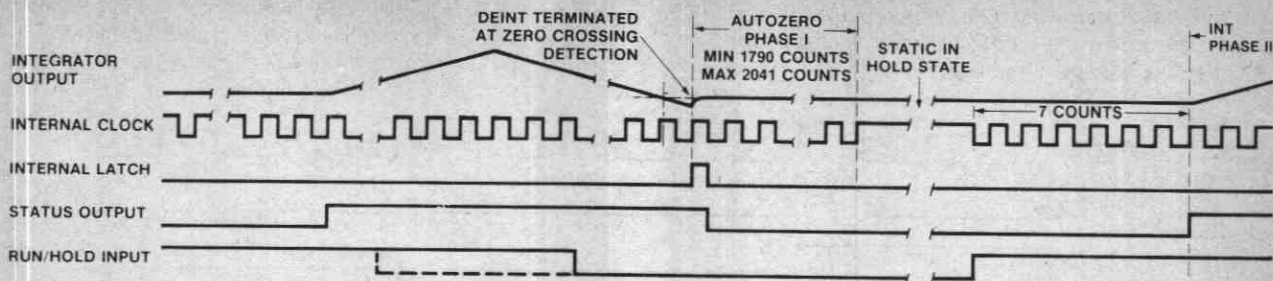 DEINT TERMINATED
AT ZERO CROSSING
DETECTION
AUTOZERO
PHASE I
MIN 1790 COUNTS
MAX 2041 COUNTS
STATIC IN
HOLD STATE
INT
PHASE II
INTEGRATOR
OUTPUT
7 COUNTS
INTERNAL CLOCK
INTERNAL LATCH
STATUS OUTPUT
RUN/HOLD INPUT